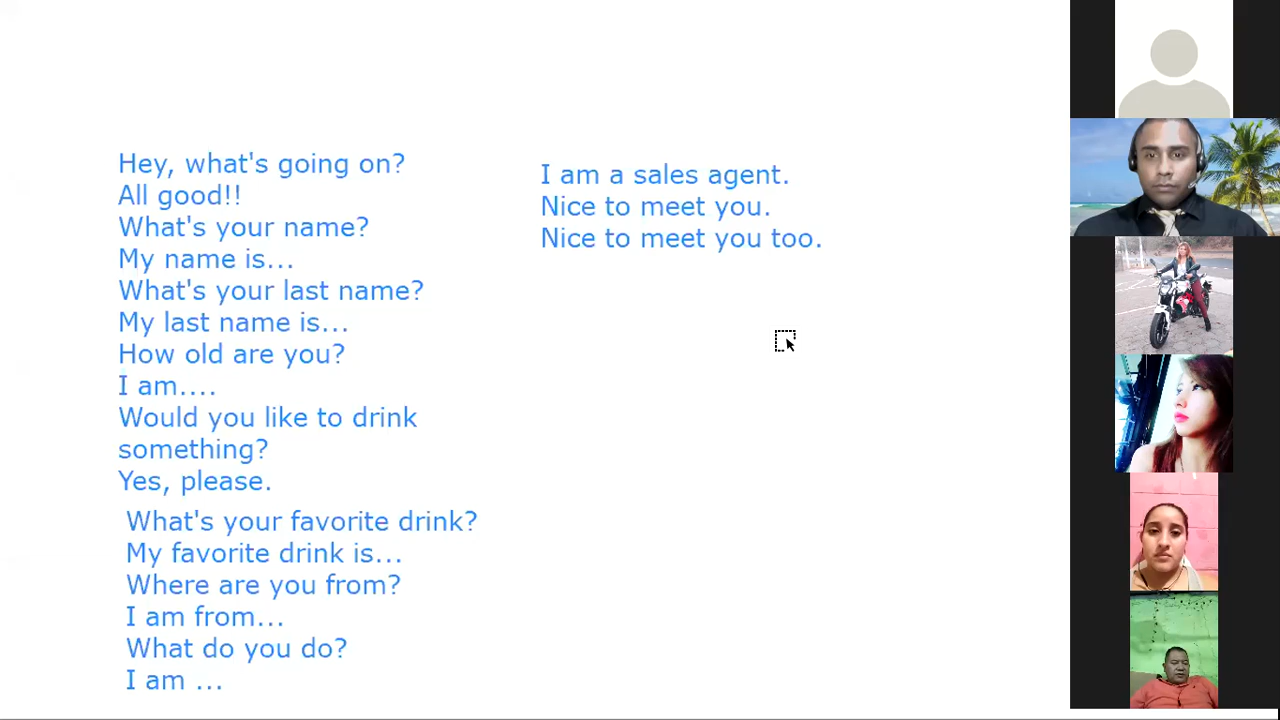 Hey, what's going on?
All good!!
What's your name?
My name is...
What's your last name?
My last name is...
How old are you?
I am....
Would you like to drink
something?
Yes, please.
What's your favorite drink?
My favorite drink is...
Where are you from?
I am from...
What do you do?
I am ...
I am a sales agent.
Nice to meet you.
Nice to meet you too.